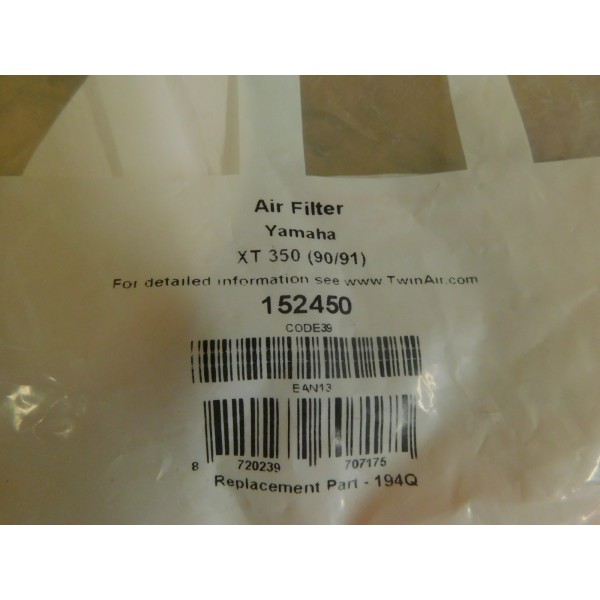 Air Filter
Yamaha
XT 350 (90/91)
For detailed information see www.TwinAir.com
152450
CODE39
EAN13
8 720239 707175
Replacement Part - 194Q